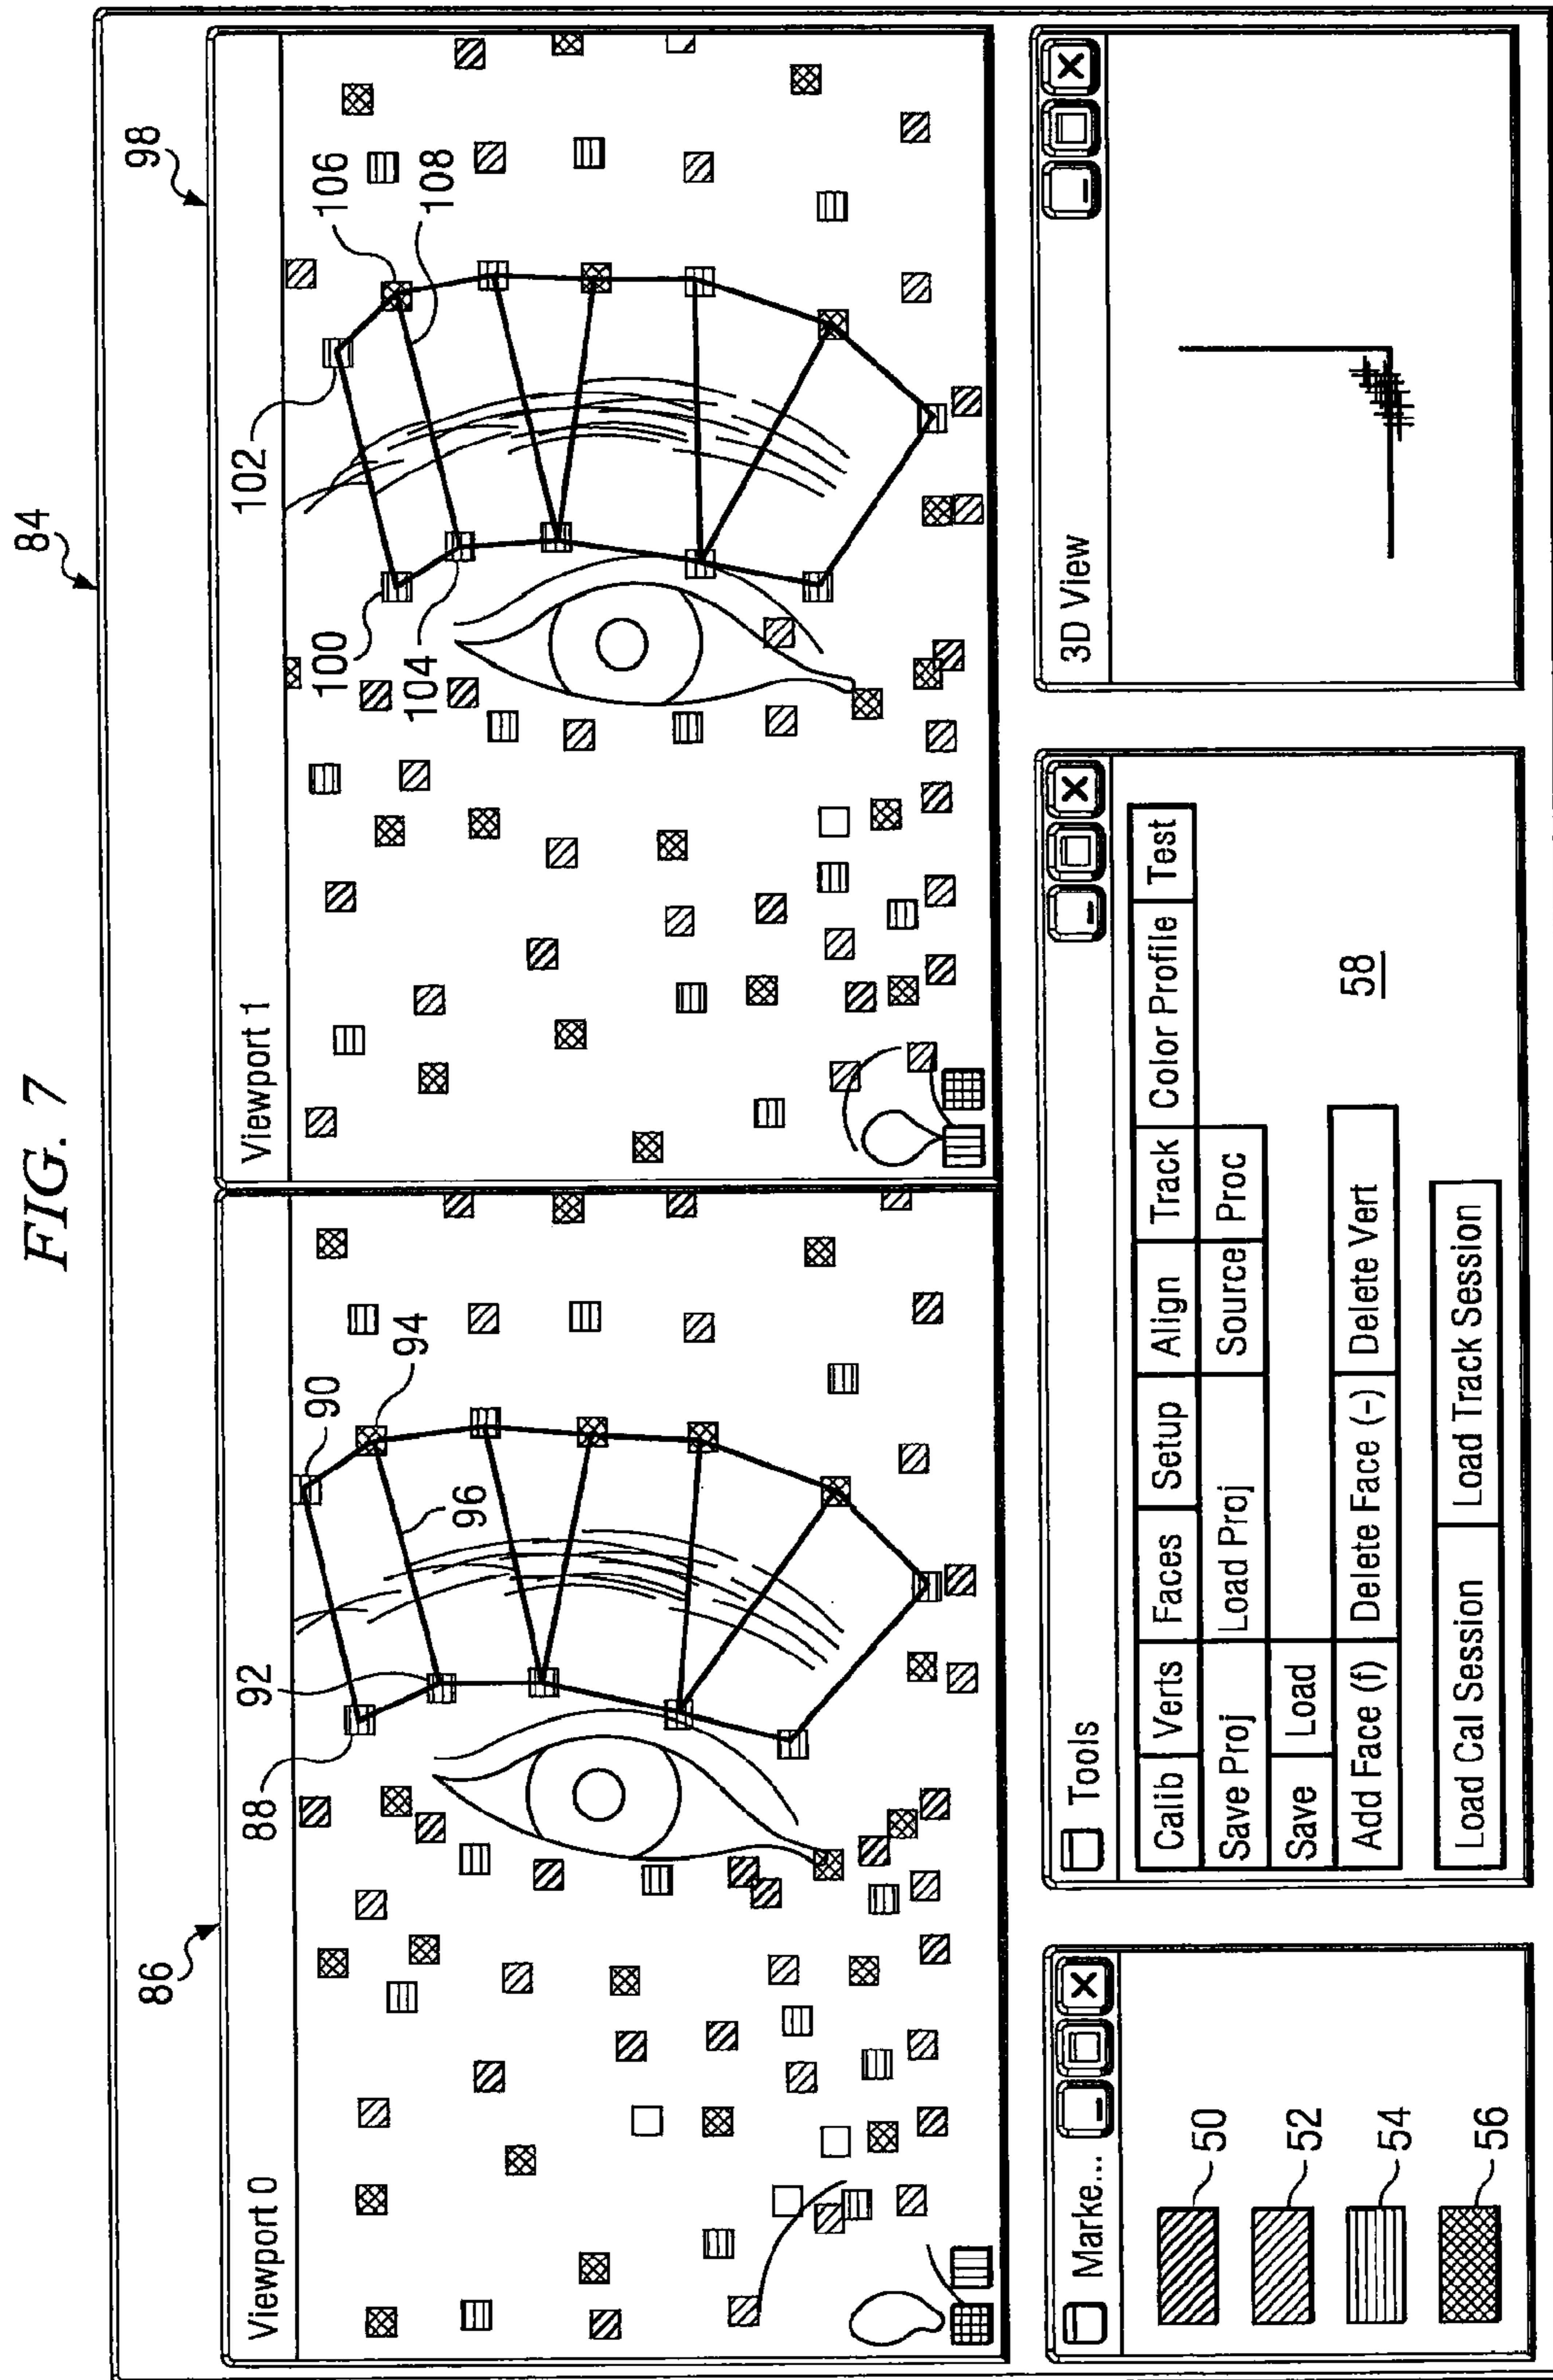 FIG. 7
84
86
98
Viewport 0
88
92
90
94
96
Viewport 1
100
104
102
106
108
Marke...
50
52
54
56
Tools
Calib Verts Faces Setup Align Track Color Profile Test
Save Proj Load Proj Source Proc
Save Load
Add Face (f) Delete Face (-) Delete Vert
Load Cal Session Load Track Session
58
3D View